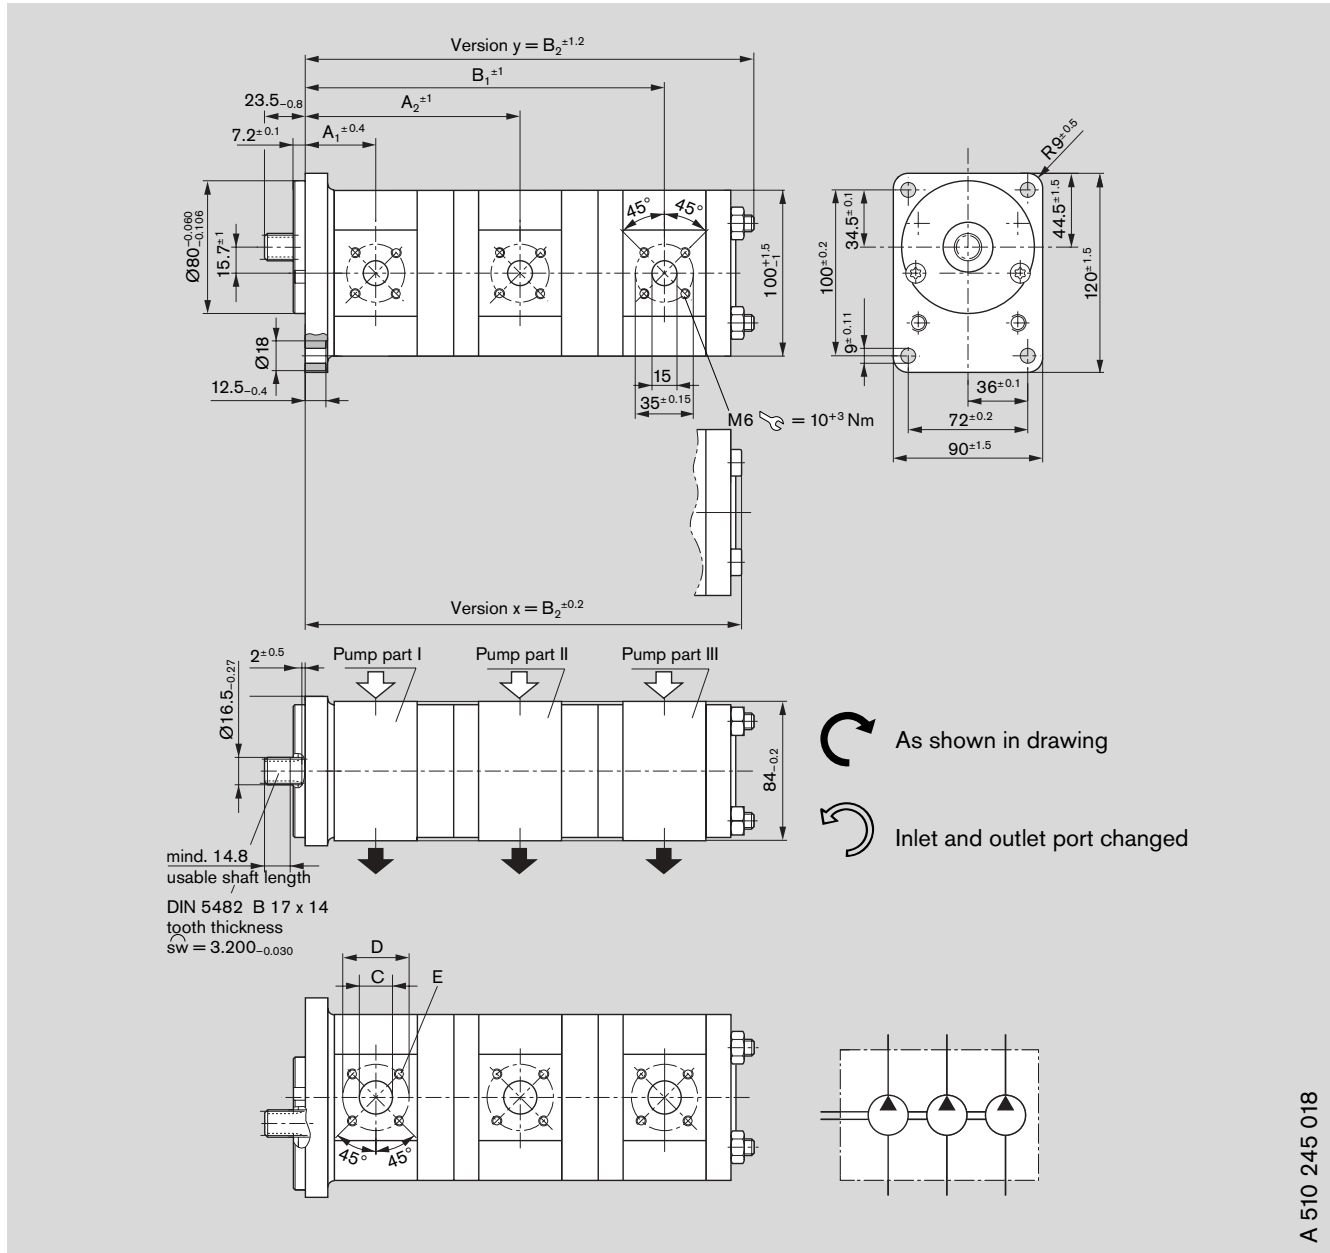 Version y = B₂±1.2
B₁±1
23.5−0.8
A₂±1
7.2±0.1
A₁±0.4
R9±0.5
45°
45°
Ø80−0.060 −0.106
15.7±1
100+1.5 −1
100±0.2
34.5±0.1
44.5±1.5
120±1.5
9±0.11
Ø18
12.5−0.4
15
35±0.15
M6 = 10+3 Nm
36±0.1
72±0.2
90±1.5
Version x = B₂±0.2
2±0.5
Pump part I
Pump part II
Pump part III
Ø16.5−0.27
84−0.2
As shown in drawing
Inlet and outlet port changed
mind. 14.8
usable shaft length
DIN 5482 B 17 x 14
tooth thickness
sw = 3.200−0.030
D
C
E
45°
45°
A 510 245 018